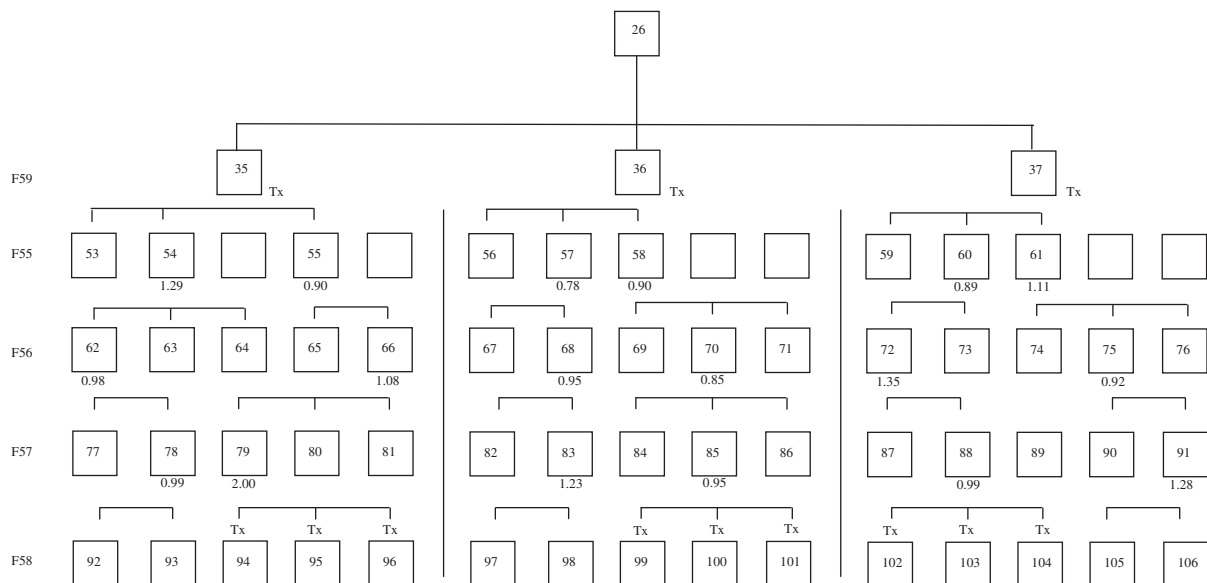 26
F59 35 Tx 36 Tx 37 Tx
F55 53 54 55 56 57 58 59 60 61
1.29 0.90 0.78 0.90 0.89 1.11
F56 62 63 64 65 66 67 68 69 70 71 72 73 74 75 76
0.98 1.08 0.95 0.85 1.35 0.92
F57 77 78 79 80 81 82 83 84 85 86 87 88 89 90 91
0.99 2.00 1.23 0.95 0.99 1.28
Tx Tx Tx Tx Tx Tx Tx Tx Tx
F58 92 93 94 95 96 97 98 99 100 101 102 103 104 105 106